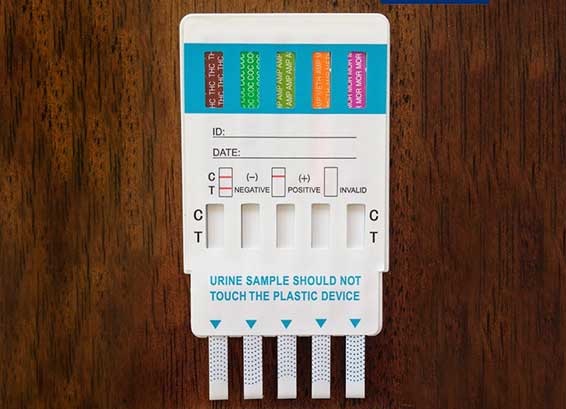 THC THC THC COC COC COC AMP AMP AMP METH AMP MOR MOR MOR
ID:
DATE:
C (-) (+)
T NEGATIVE POSITIVE INVALID
C C
T T
URINE SAMPLE SHOULD NOT
TOUCH THE PLASTIC DEVICE